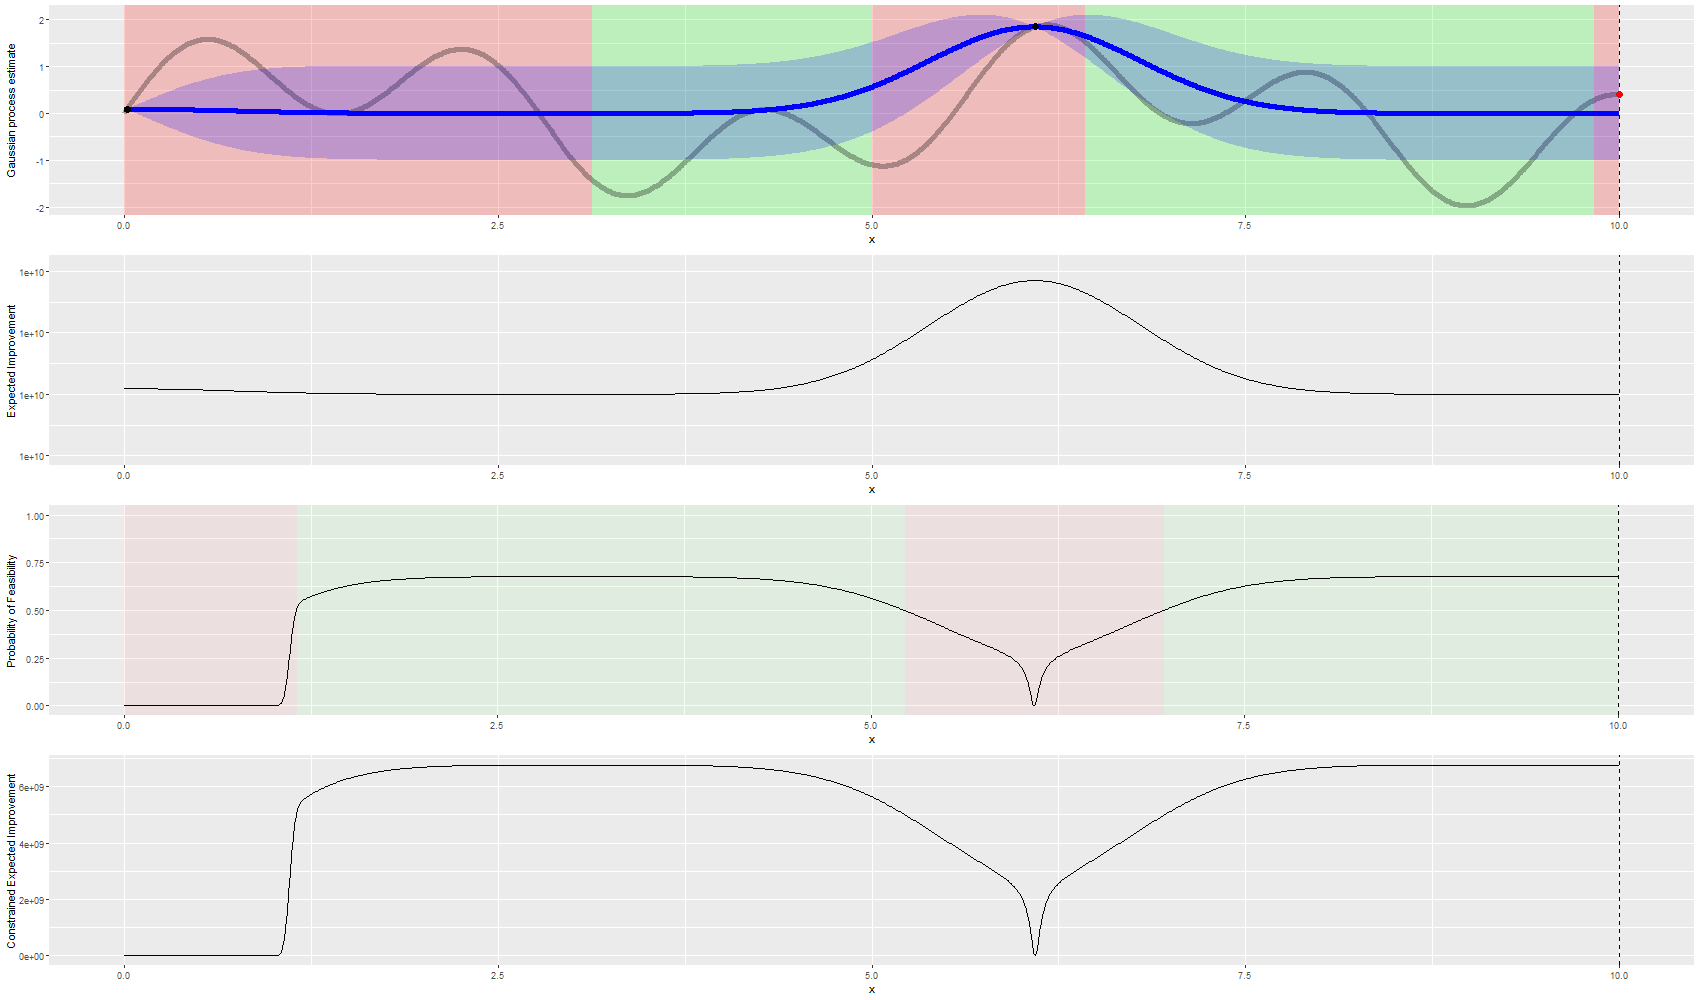 Gaussian process estimate
2
1
0
-1
-2
0.0 2.5 5.0 7.5 10.0
x
Expected Improvement
1e+10
1e+10
1e+10
1e+10
0.0 2.5 5.0 7.5 10.0
x
Probability of Feasibility
1.00
0.75
0.50
0.25
0.00
0.0 2.5 5.0 7.5 10.0
x
Constrained Expected Improvement
6e+09
4e+09
2e+09
0e+00
0.0 2.5 5.0 7.5 10.0
x